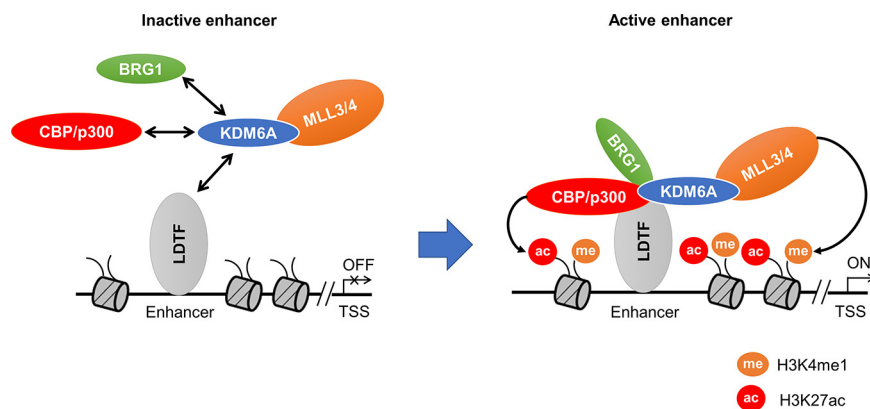 Inactive enhancer
BRG1
CBP/p300
KDM6A
MLL3/4
LDTF
OFF
Enhancer
TSS
Active enhancer
BRG1
CBP/p300
KDM6A
MLL3/4
LDTF
ac
me
ac
me
ac
me
ON
Enhancer
TSS
me H3K4me1
ac H3K27ac